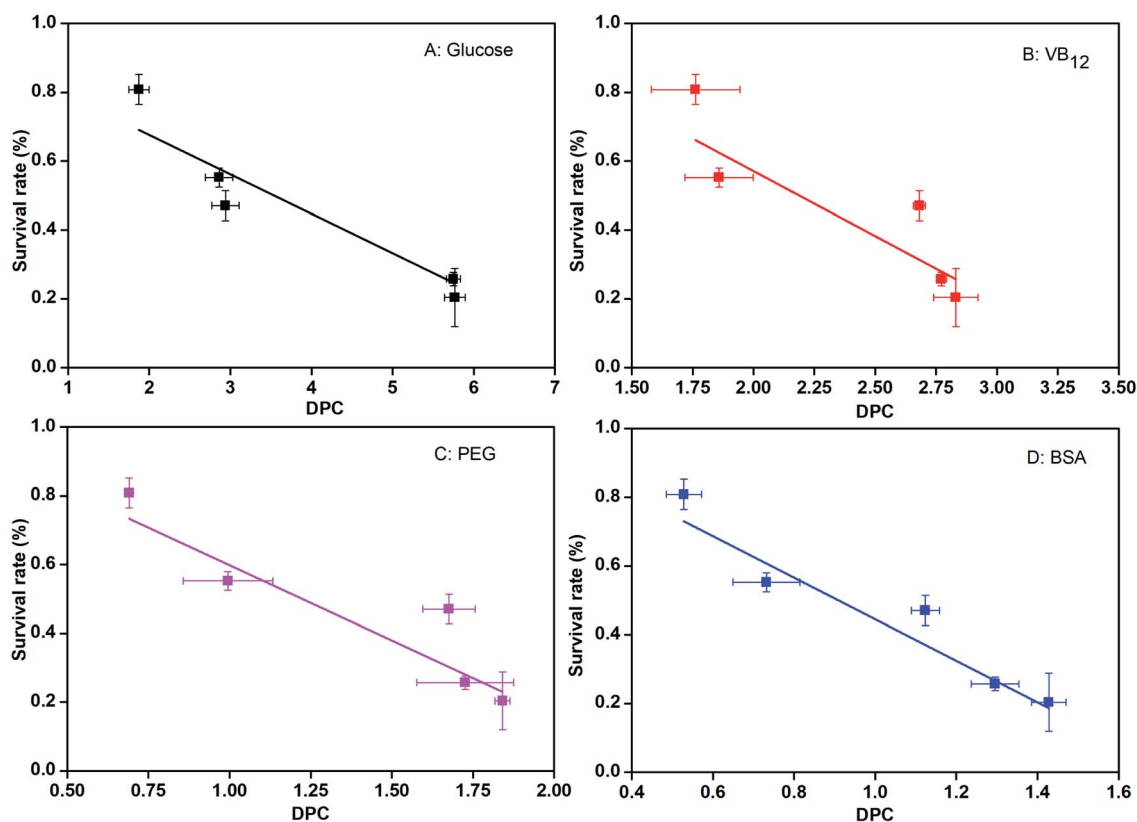 A: Glucose
Survival rate (%)
1.0
0.8
0.6
0.4
0.2
0.0
1 2 3 4 5 6 7
DPC
B: VB12
Survival rate (%)
1.0
0.8
0.6
0.4
0.2
0.0
1.50 1.75 2.00 2.25 2.50 2.75 3.00 3.25 3.50
DPC
C: PEG
Survival rate (%)
1.0
0.8
0.6
0.4
0.2
0.0
0.50 0.75 1.00 1.25 1.50 1.75 2.00
DPC
D: BSA
Survival rate (%)
1.0
0.8
0.6
0.4
0.2
0.0
0.4 0.6 0.8 1.0 1.2 1.4 1.6
DPC